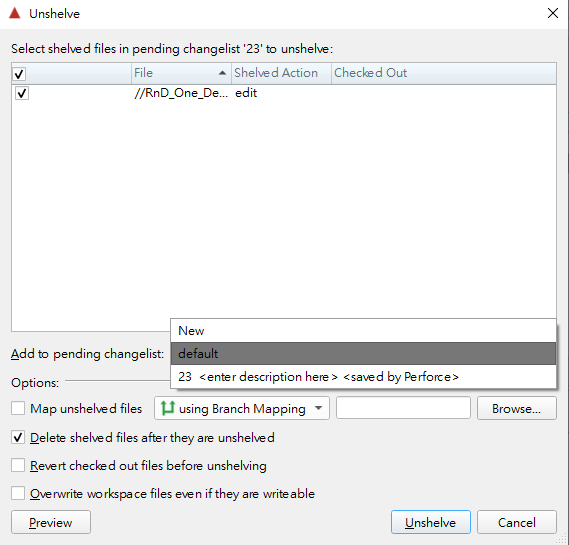 Unshelve
Select shelved files in pending changelist '23' to unshelve:
File Shelved Action Checked Out
//RnD_One_De... edit
New
Add to pending changelist: default
23 <enter description here> <saved by Perforce>
Options:
Map unshelved files using Branch Mapping Browse...
Delete shelved files after they are unshelved
Revert checked out files before unshelving
Overwrite workspace files even if they are writeable
Preview Unshelve Cancel